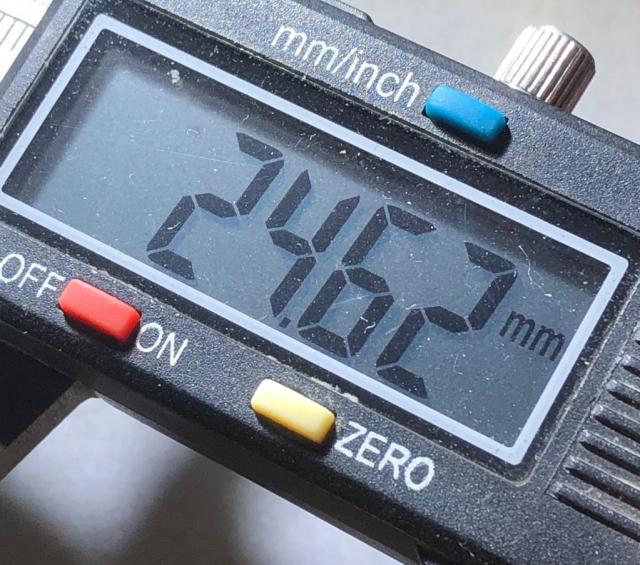 mm/inch
24.62 mm
OFF ON
ZERO